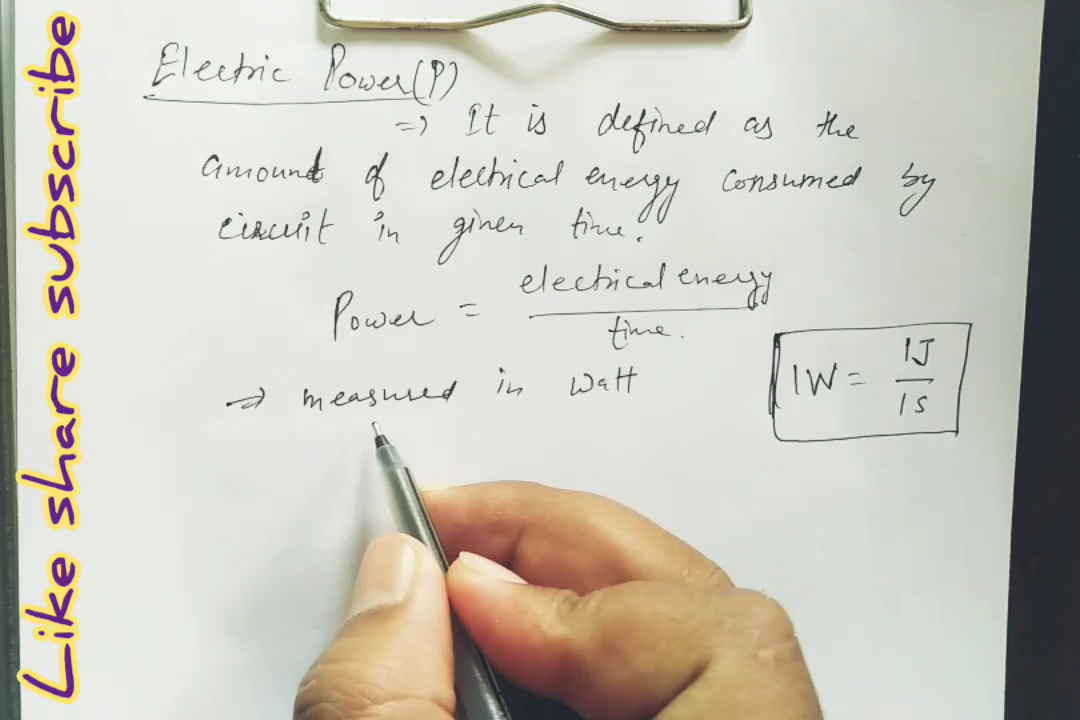 Electric Power(P)
=> It is defined as the
amount of electrical energy consumed by
circuit in given time.
Power = electrical energy
time.
→ measured in Watt
1W = 1J
1s
Like share subscribe